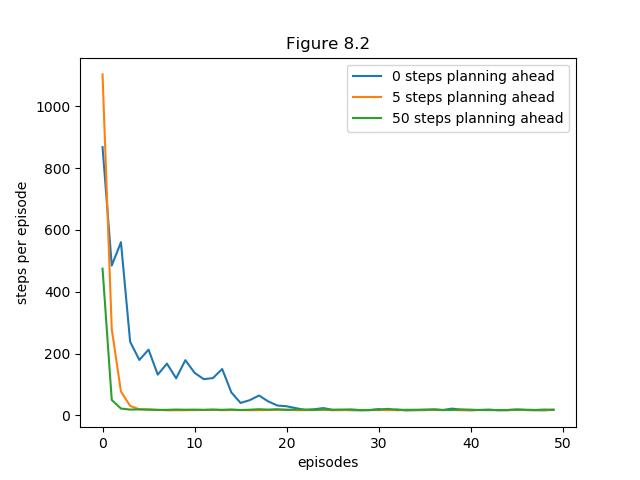 Figure 8.2
0 steps planning ahead
5 steps planning ahead
50 steps planning ahead
steps per episode
1000
800
600
400
200
0
0 10 20 30 40 50
episodes